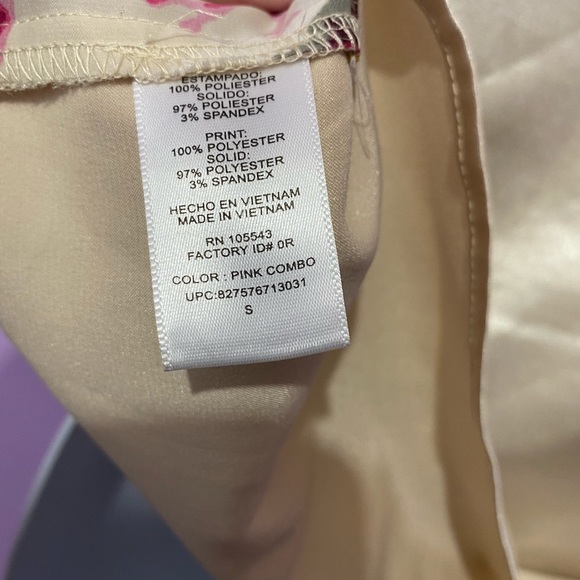 ESTAMPADO:
100% POLIESTER
SOLIDO:
97% POLIESTER
3% SPANDEX
PRINT:
100% POLYESTER
SOLID:
97% POLYESTER
3% SPANDEX
HECHO EN VIETNAM
MADE IN VIETNAM
RN 105543
FACTORY ID# 0R
COLOR : PINK COMBO
UPC:827576713031
S